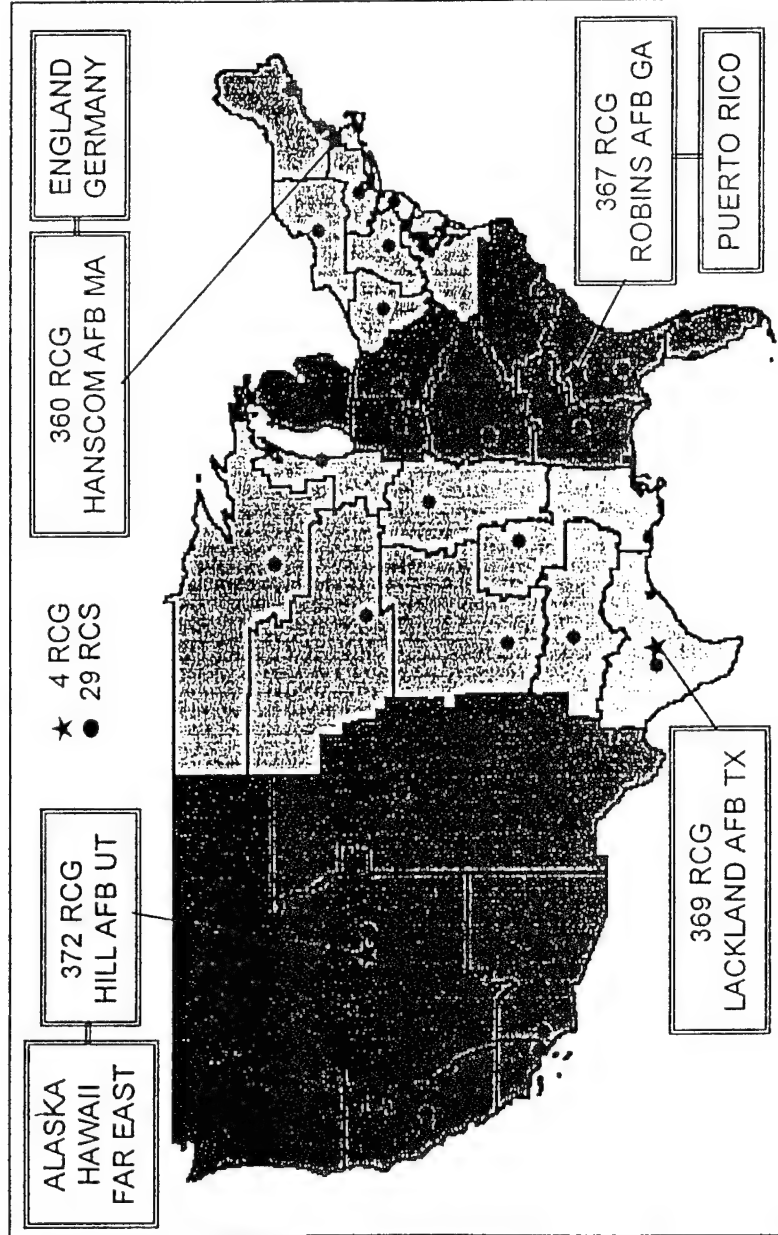 ALASKA
HAWAII
FAR EAST
372 RCG
HILL AFB UT
★ 4 RCG
● 29 RCS
360 RCG
HANSCOM AFB MA
ENGLAND
GERMANY
369 RCG
LACKLAND AFB TX
367 RCG
ROBINS AFB GA
PUERTO RICO